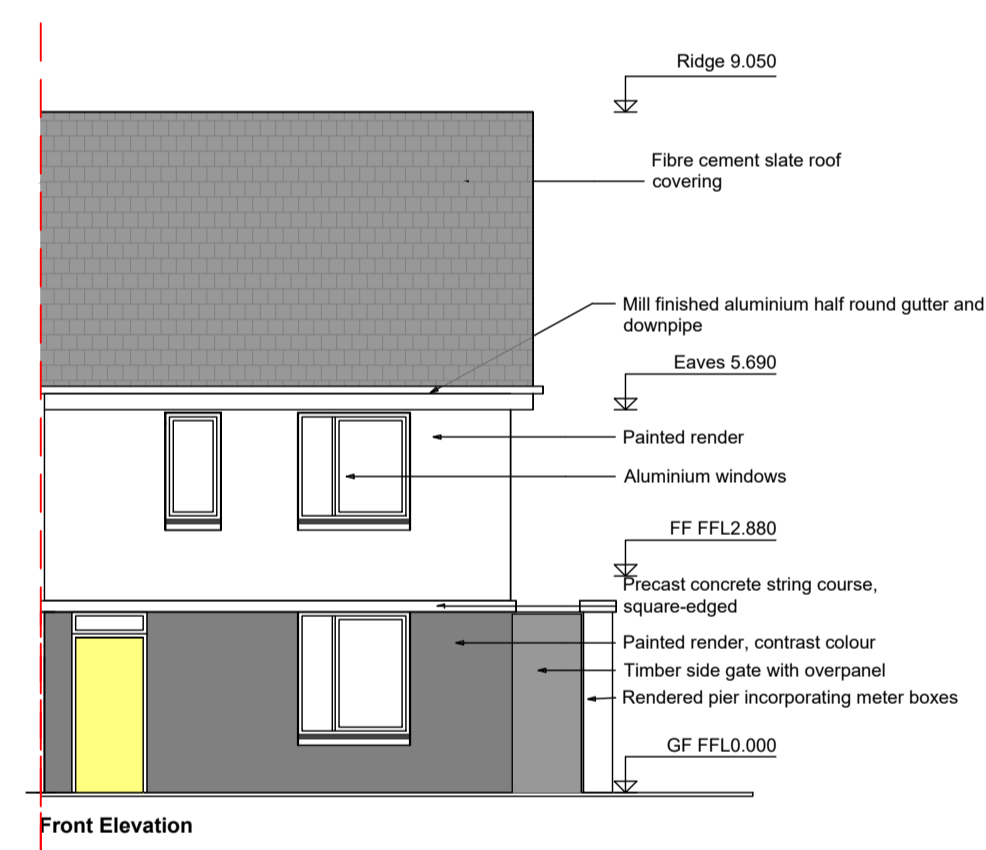 Ridge 9.050
Fibre cement slate roof
covering
Mill finished aluminium half round gutter and
downpipe
Eaves 5.690
Painted render
Aluminium windows
FF FFL2.880
Precast concrete string course,
square-edged
Painted render, contrast colour
Timber side gate with overpanel
Rendered pier incorporating meter boxes
GF FFL0.000
Front Elevation